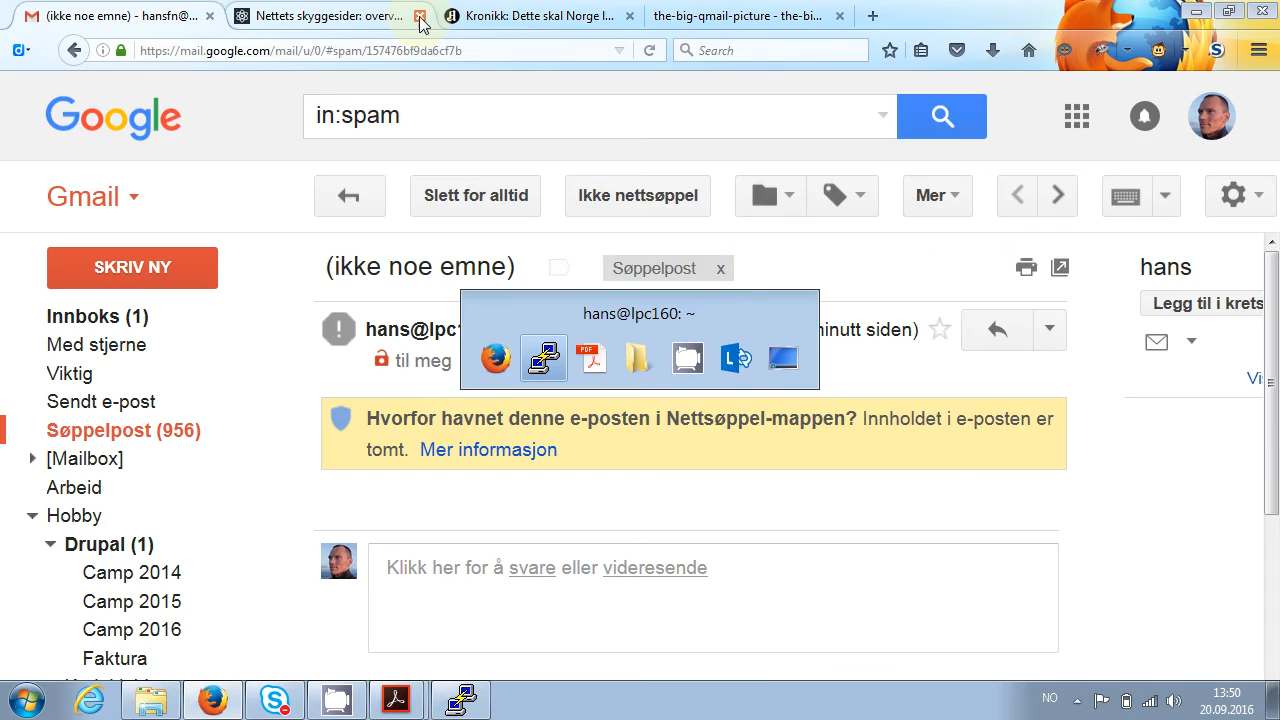 (ikke noe emne) - hansfn@...
Nettets skyggesider: overv...
Kronikk: Dette skal Norge l...
the-big-qmail-picture - the-bi...
https://mail.google.com/mail/u/0/#spam/157476bf9da6cf7b
Search
Google
in:spam
Gmail
Slett for alltid
Ikke nettsøppel
Mer
SKRIV NY
(ikke noe emne)
Søppelpost x
hans
Innboks (1)
Med stjerne
Viktig
Sendt e-post
Søppelpost (956)
[Mailbox]
Arbeid
Hobby
Drupal (1)
Camp 2014
Camp 2015
Camp 2016
Faktura
hans@lpc1
minutt siden)
til meg
Legg til i krets
hans@lpc160: ~
PDF
Hvorfor havnet denne e-posten i Nettsøppel-mappen? Innholdet i e-posten er
tomt. Mer informasjon
Klikk her for å svare eller videresende
NO
13:50
20.09.2016